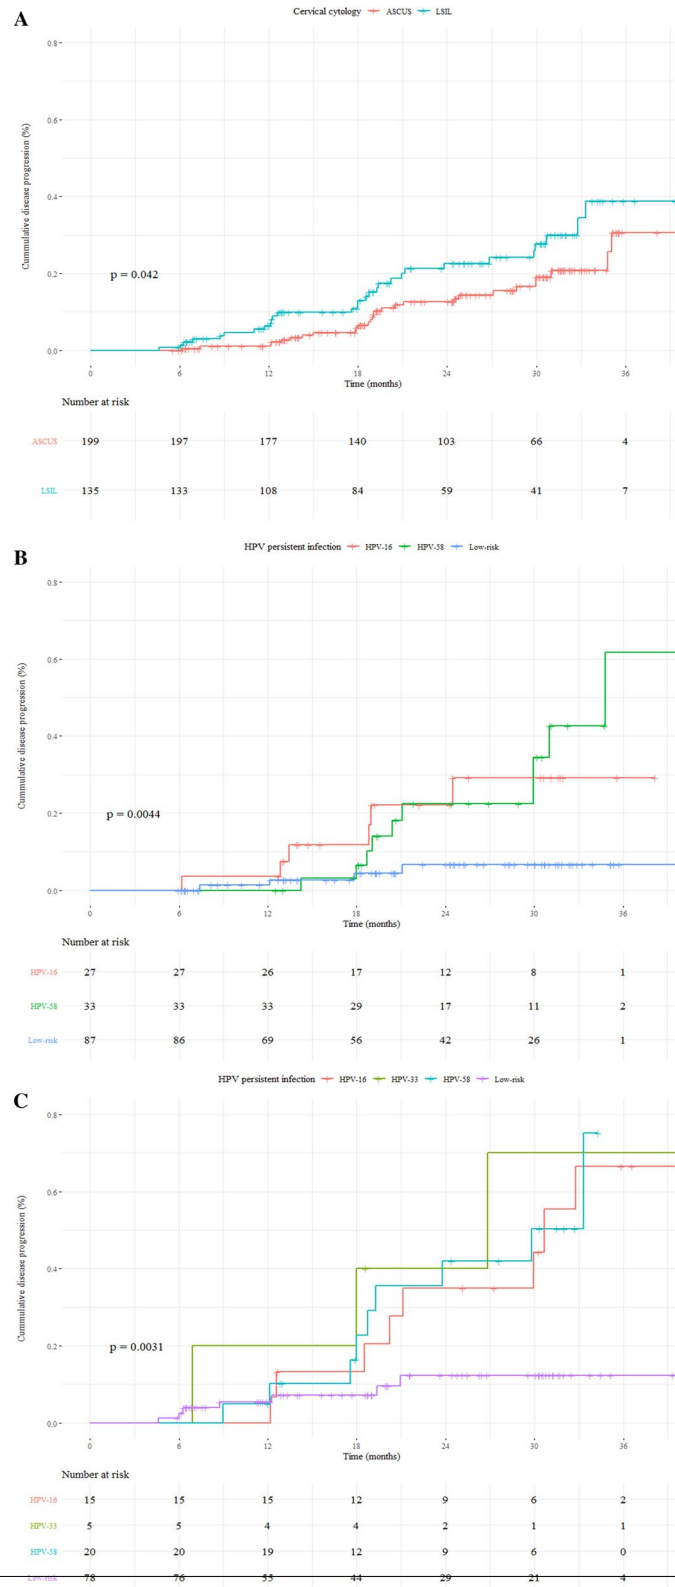 A
Cervical cytology ASCUS LSIL
Cummulative disease progression (%)
0.8
0.6
0.4
0.2
0.0
p = 0.042
0 6 12 18 24 30 36
Time (months)
Number at risk
ASCUS 199 197 177 140 103 66 4
LSIL 135 133 108 84 59 41 7
B
HPV persistent infection HPV-16 HPV-58 Low-risk
Cummulative disease progression (%)
0.8
0.6
0.4
0.2
0.0
p = 0.0044
0 6 12 18 24 30 36
Time (months)
Number at risk
HPV-16 27 27 26 17 12 8 1
HPV-58 33 33 33 29 17 11 2
Low-risk 87 86 69 56 42 26 1
C
HPV persistent infection HPV-16 HPV-33 HPV-58 Low-risk
Cummulative disease progression (%)
0.8
0.6
0.4
0.2
0.0
p = 0.0031
0 6 12 18 24 30 36
Time (months)
Number at risk
HPV-16 15 15 15 12 9 6 2
HPV-33 5 5 4 4 2 1 1
HPV-58 20 20 19 12 9 6 0
Low-risk 78 76 55 44 29 21 4